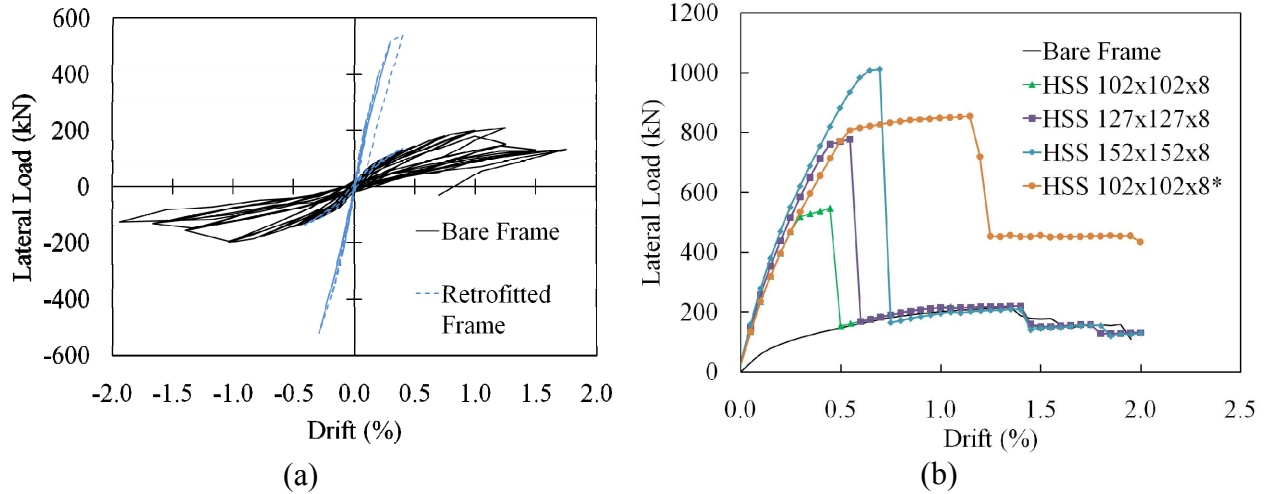 600
400
200
0
-200
-400
-600
-2.0 -1.5 -1.0 -0.5 0.0 0.5 1.0 1.5 2.0
Lateral Load (kN)
Drift (%)
Bare Frame
Retrofitted
Frame
(a)
1200
1000
800
600
400
200
0
0.0 0.5 1.0 1.5 2.0 2.5
Lateral Load (kN)
Drift (%)
Bare Frame
HSS 102x102x8
HSS 127x127x8
HSS 152x152x8
HSS 102x102x8*
(b)